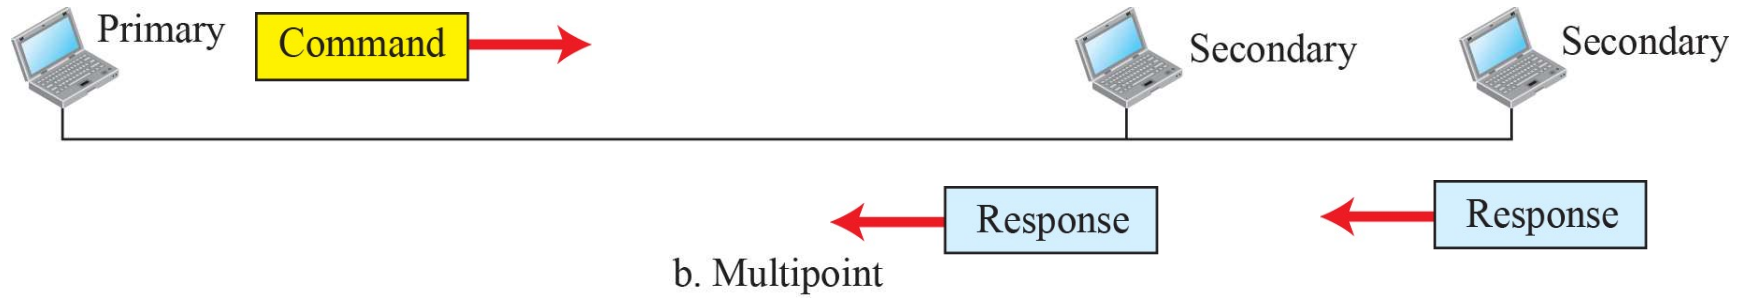 Primary
Command
Secondary
Secondary
Response
Response
b. Multipoint